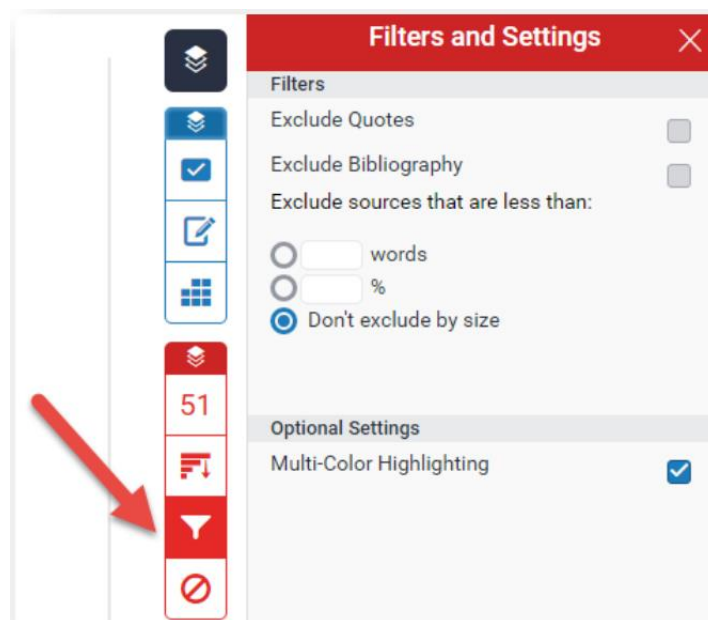 Filters and Settings
Filters
Exclude Quotes
Exclude Bibliography
Exclude sources that are less than:
words
%
Don't exclude by size
51
Optional Settings
Multi-Color Highlighting